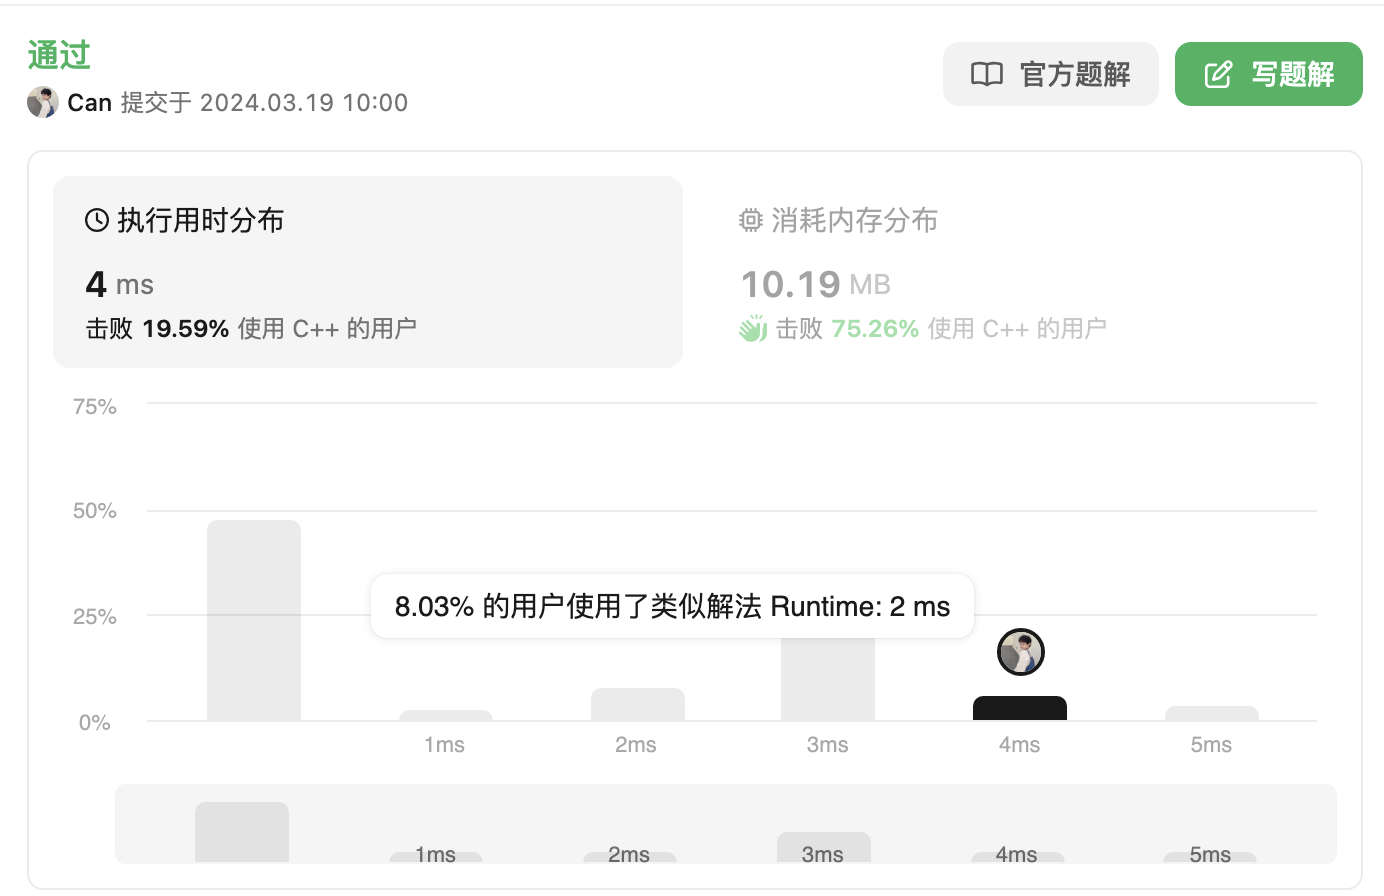 通过
Can 提交于 2024.03.19 10:00
官方题解
写题解
执行用时分布
4 ms
击败 19.59% 使用 C++ 的用户
消耗内存分布
10.19 MB
击败 75.26% 使用 C++ 的用户
75%
50%
25%
0%
8.03% 的用户使用了类似解法 Runtime: 2 ms
1ms
2ms
3ms
4ms
5ms
1ms
2ms
3ms
4ms
5ms